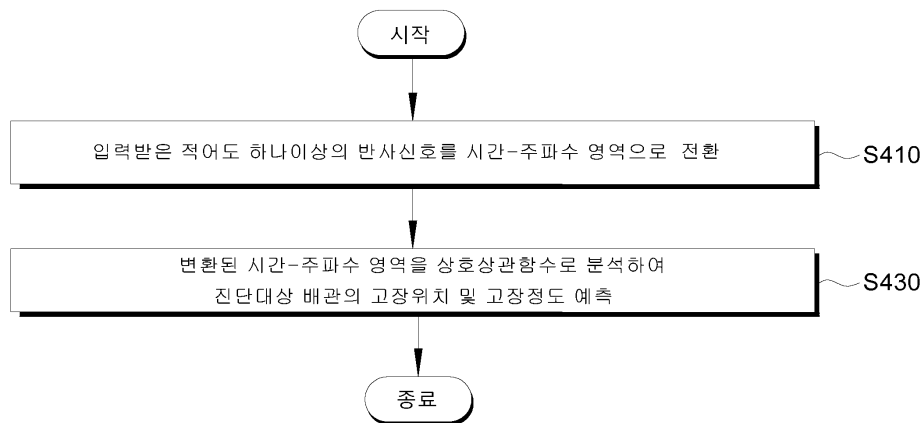 시작
입력받은 적어도 하나이상의 반사신호를 시간-주파수 영역으로 전환
S410
변환된 시간-주파수 영역을 상호상관함수로 분석하여
진단대상 배관의 고장위치 및 고장정도 예측
S430
종료